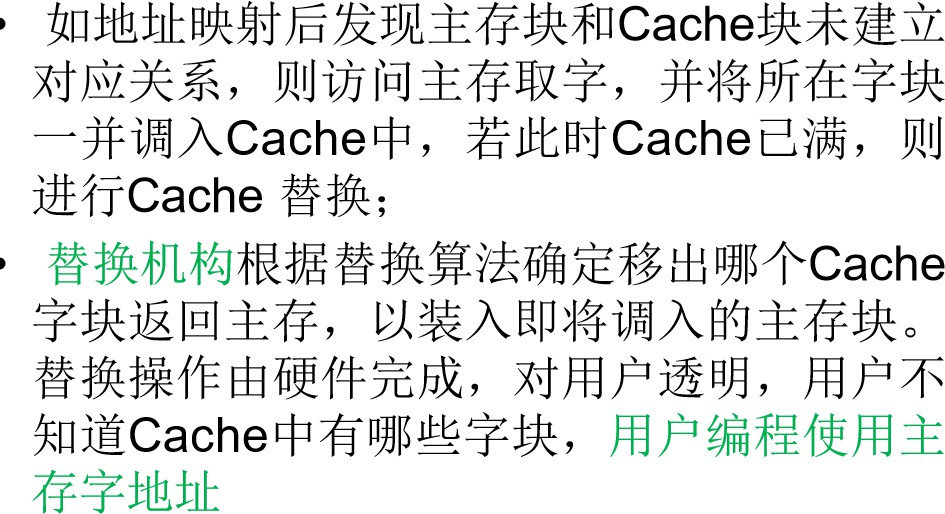 • 如地址映射后发现主存块和Cache块未建立
对应关系，则访问主存取字，并将所在字块
一并调入Cache中，若此时Cache已满，则
进行Cache 替换；
• 替换机构根据替换算法确定移出哪个Cache
字块返回主存，以装入即将调入的主存块。
替换操作由硬件完成，对用户透明，用户不
知道Cache中有哪些字块，用户编程使用主
存字地址